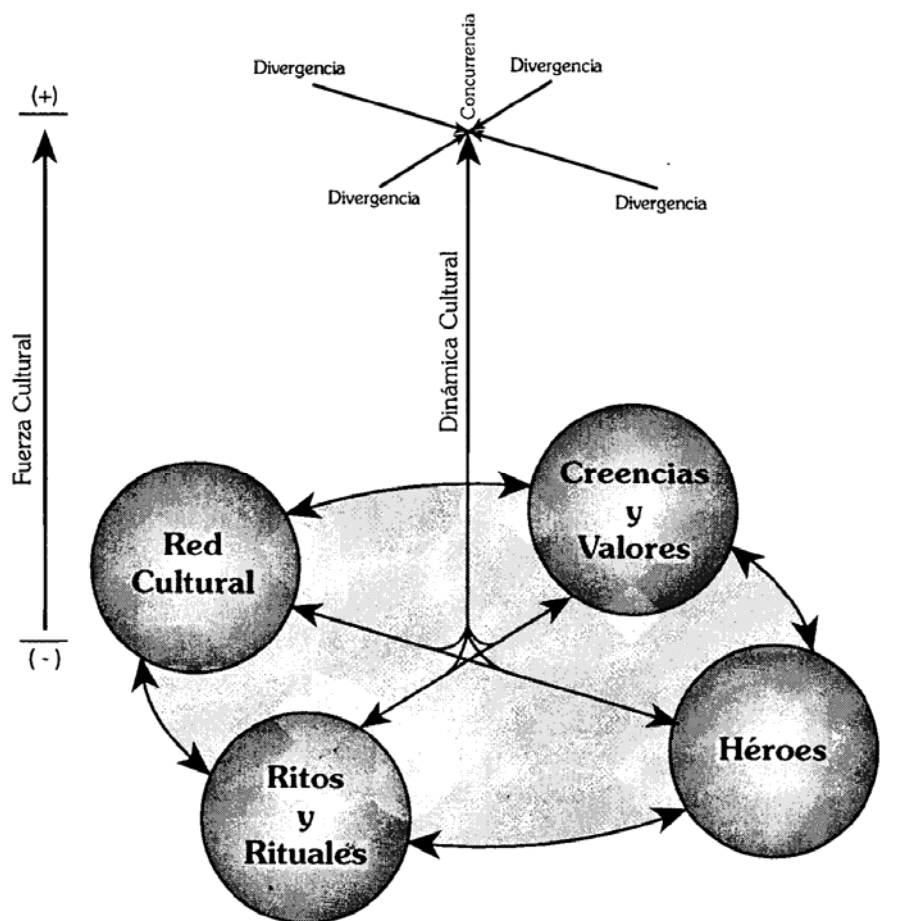 Concurrencia
Divergencia
Divergencia
(+)
Divergencia
Divergencia
Fuerza Cultural
Dinámica Cultural
Creencias
y
Valores
Red
Cultural
(-)
Héroes
Ritos
y
Rituales